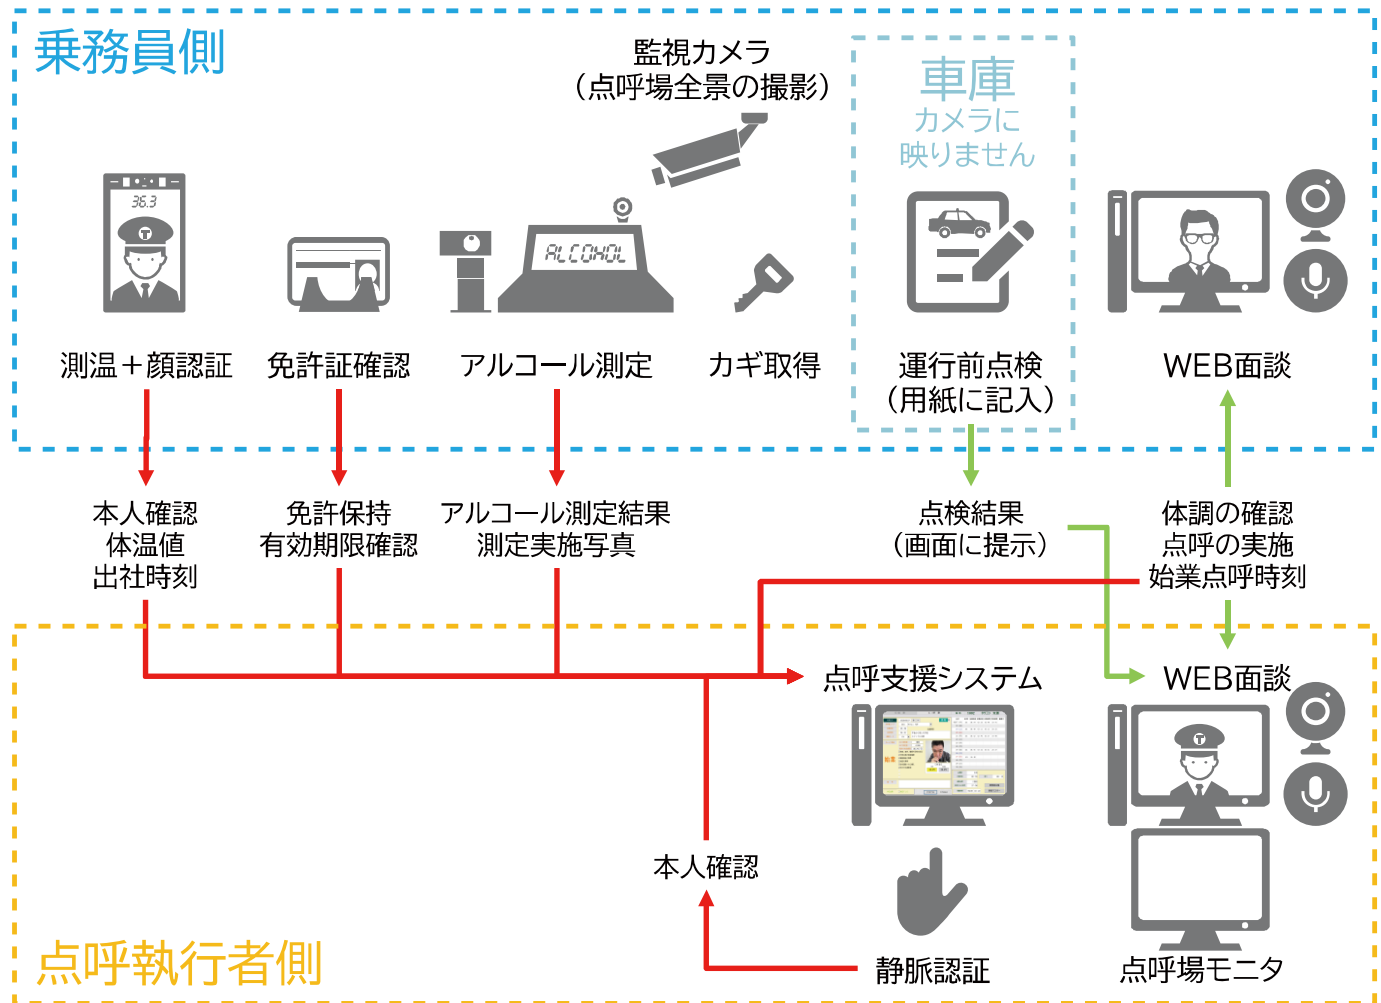 乗務員側
監視カメラ
（点呼場全景の撮影）
車庫
カメラに
映りません
36.3
T
ALCOHOL
測温＋顔認証
免許証確認
アルコール測定
カギ取得
運行前点検
（用紙に記入）
WEB面談
本人確認
体温値
出社時刻
免許保持
有効期限確認
アルコール測定結果
測定実施写真
点検結果
（画面に提示）
体調の確認
点呼の実施
始業点呼時刻
点呼支援システム
WEB面談
T
本人確認
静脈認証
点呼場モニタ
点呼執行者側